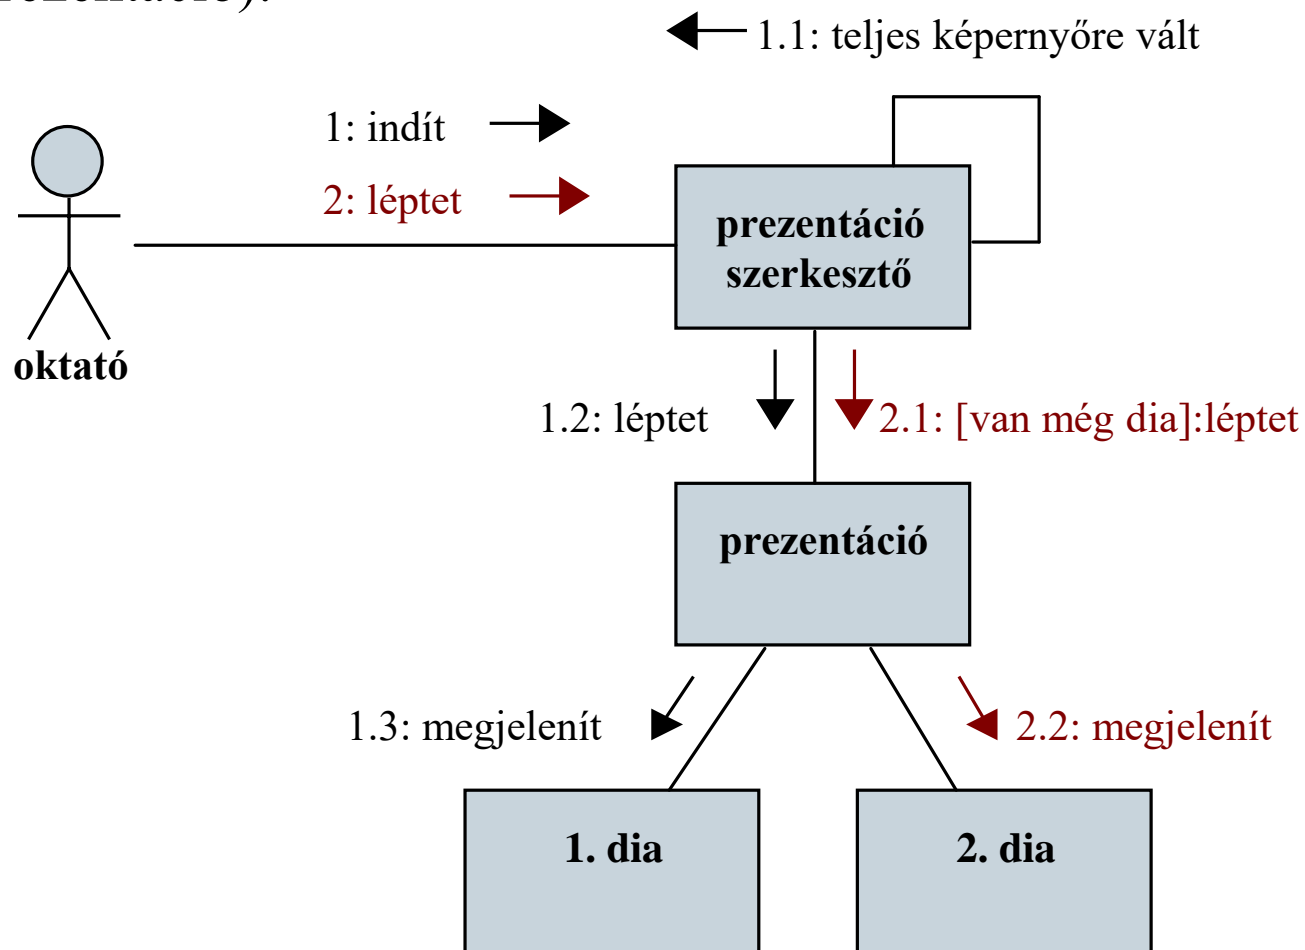 1.1: teljes képernyőre vált
1: indít
2: léptet
prezentáció
szerkesztő
oktató
1.2: léptet
2.1: [van még dia]:léptet
prezentáció
1.3: megjelenít
2.2: megjelenít
1. dia
2. dia